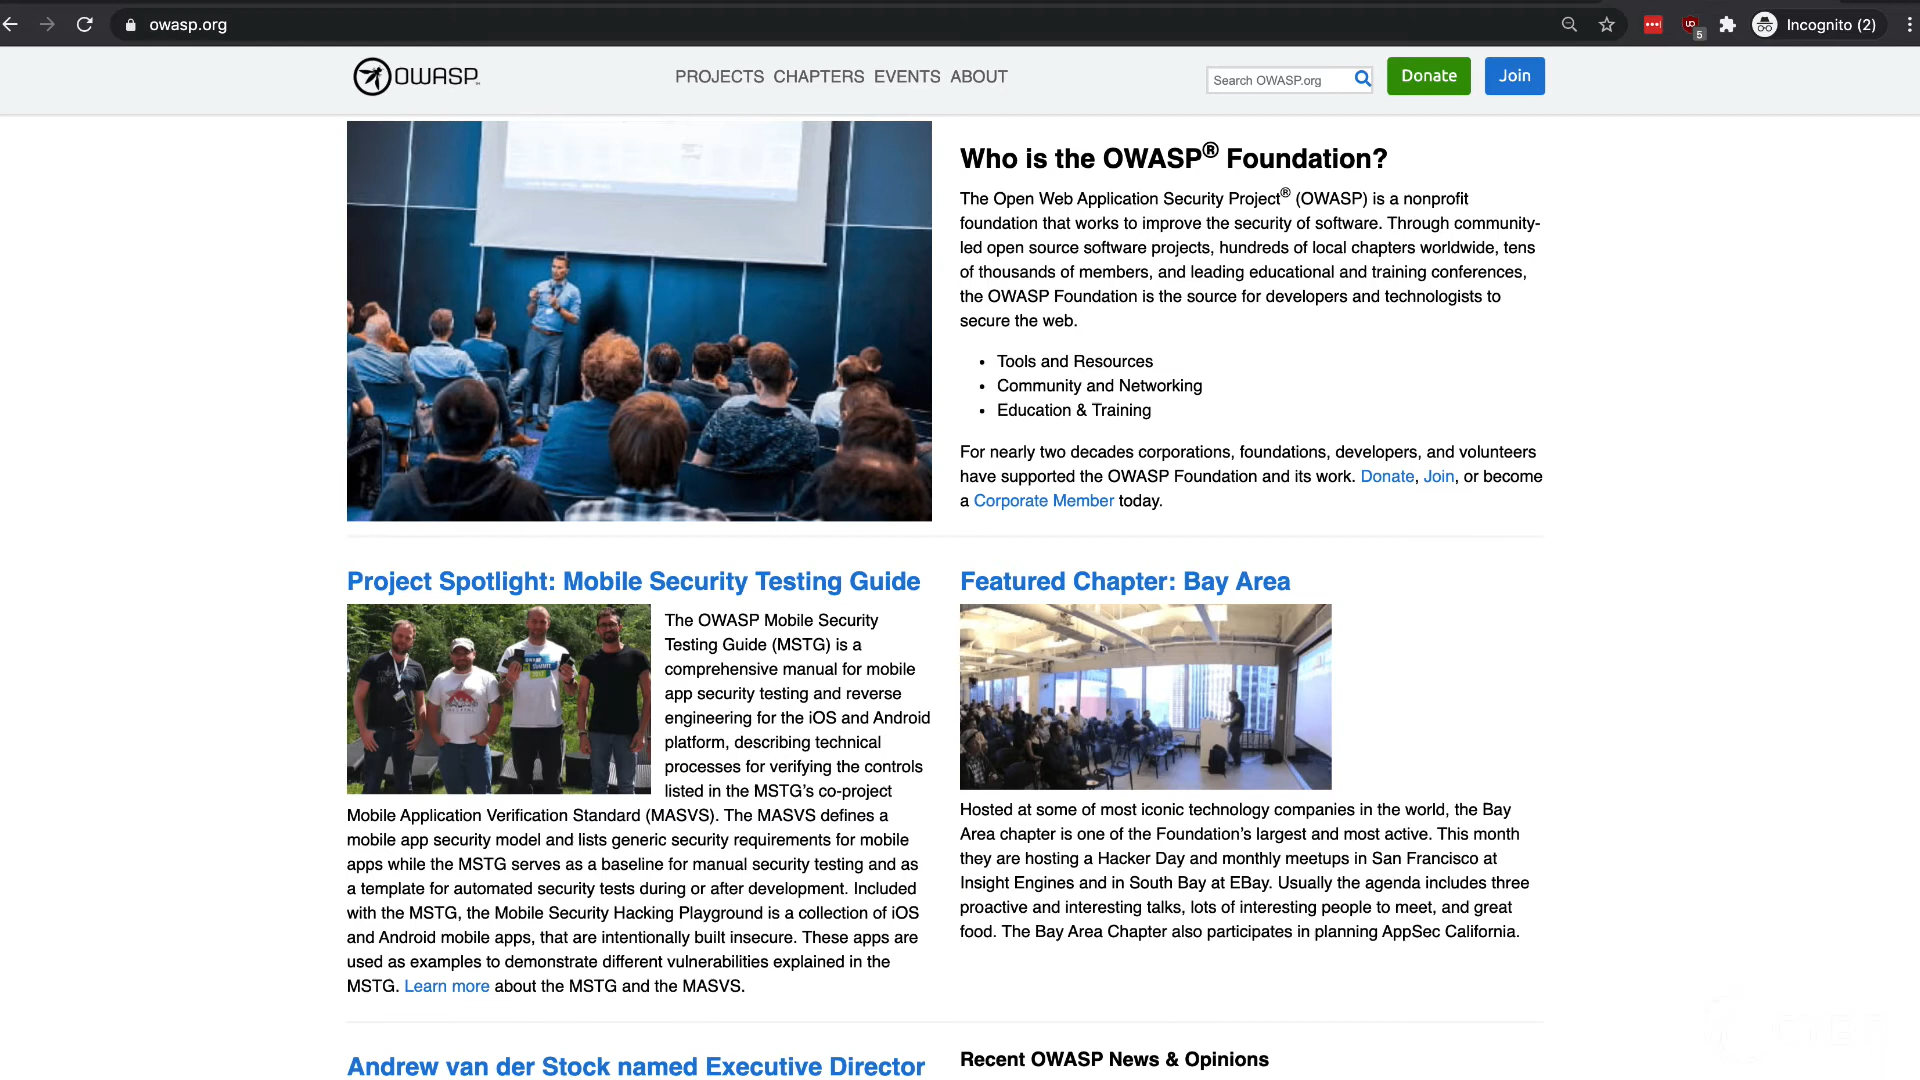 owasp.org
Incognito (2)
5
OWASP
PROJECTS CHAPTERS EVENTS ABOUT
Search OWASP.org
Donate
Join
Who is the OWASP® Foundation?
The Open Web Application Security Project® (OWASP) is a nonprofit
foundation that works to improve the security of software. Through community-
led open source software projects, hundreds of local chapters worldwide, tens
of thousands of members, and leading educational and training conferences,
the OWASP Foundation is the source for developers and technologists to
secure the web.
• Tools and Resources
• Community and Networking
• Education & Training
For nearly two decades corporations, foundations, developers, and volunteers
have supported the OWASP Foundation and its work. Donate, Join, or become
a Corporate Member today.
Project Spotlight: Mobile Security Testing Guide
The OWASP Mobile Security
Testing Guide (MSTG) is a
comprehensive manual for mobile
app security testing and reverse
engineering for the iOS and Android
platform, describing technical
processes for verifying the controls
listed in the MSTG’s co-project
Mobile Application Verification Standard (MASVS). The MASVS defines a
mobile app security model and lists generic security requirements for mobile
apps while the MSTG serves as a baseline for manual security testing and as
a template for automated security tests during or after development. Included
with the MSTG, the Mobile Security Hacking Playground is a collection of iOS
and Android mobile apps, that are intentionally built insecure. These apps are
used as examples to demonstrate different vulnerabilities explained in the
MSTG. Learn more about the MSTG and the MASVS.
Featured Chapter: Bay Area
Hosted at some of most iconic technology companies in the world, the Bay
Area chapter is one of the Foundation’s largest and most active. This month
they are hosting a Hacker Day and monthly meetups in San Francisco at
Insight Engines and in South Bay at EBay. Usually the agenda includes three
proactive and interesting talks, lots of interesting people to meet, and great
food. The Bay Area Chapter also participates in planning AppSec California.
Andrew van der Stock named Executive Director
Recent OWASP News & Opinions